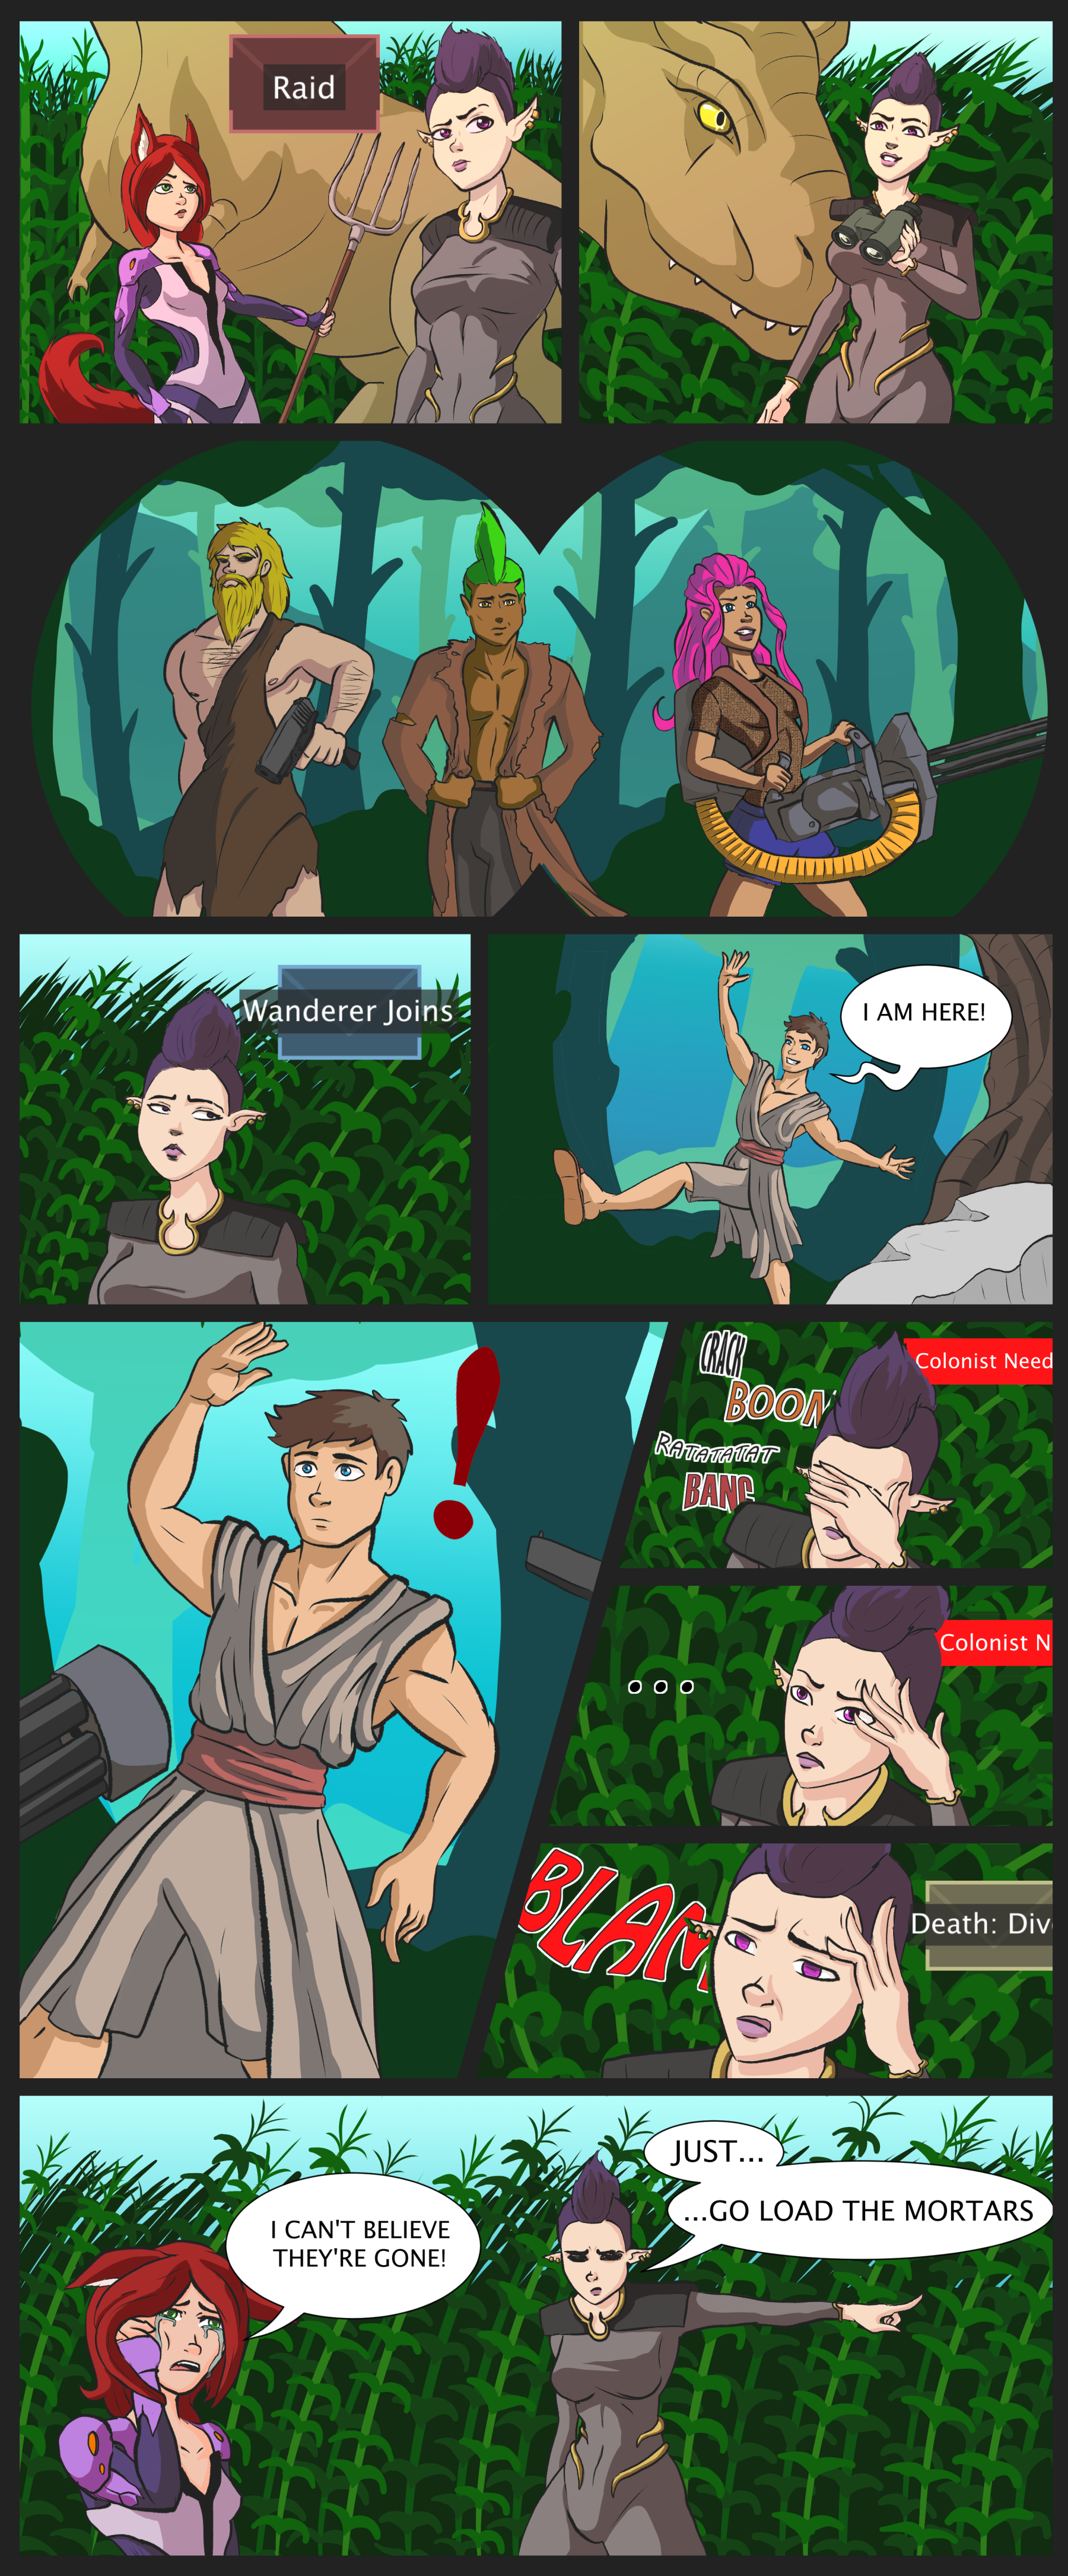 Raid
Wanderer Joins
I AM HERE!
!
CRACK
BOOM
RATATATAT
BANG
Colonist Need
...
Colonist N
BLAM
Death: Div
I CAN'T BELIEVE
THEY'RE GONE!
JUST...
...GO LOAD THE MORTARS